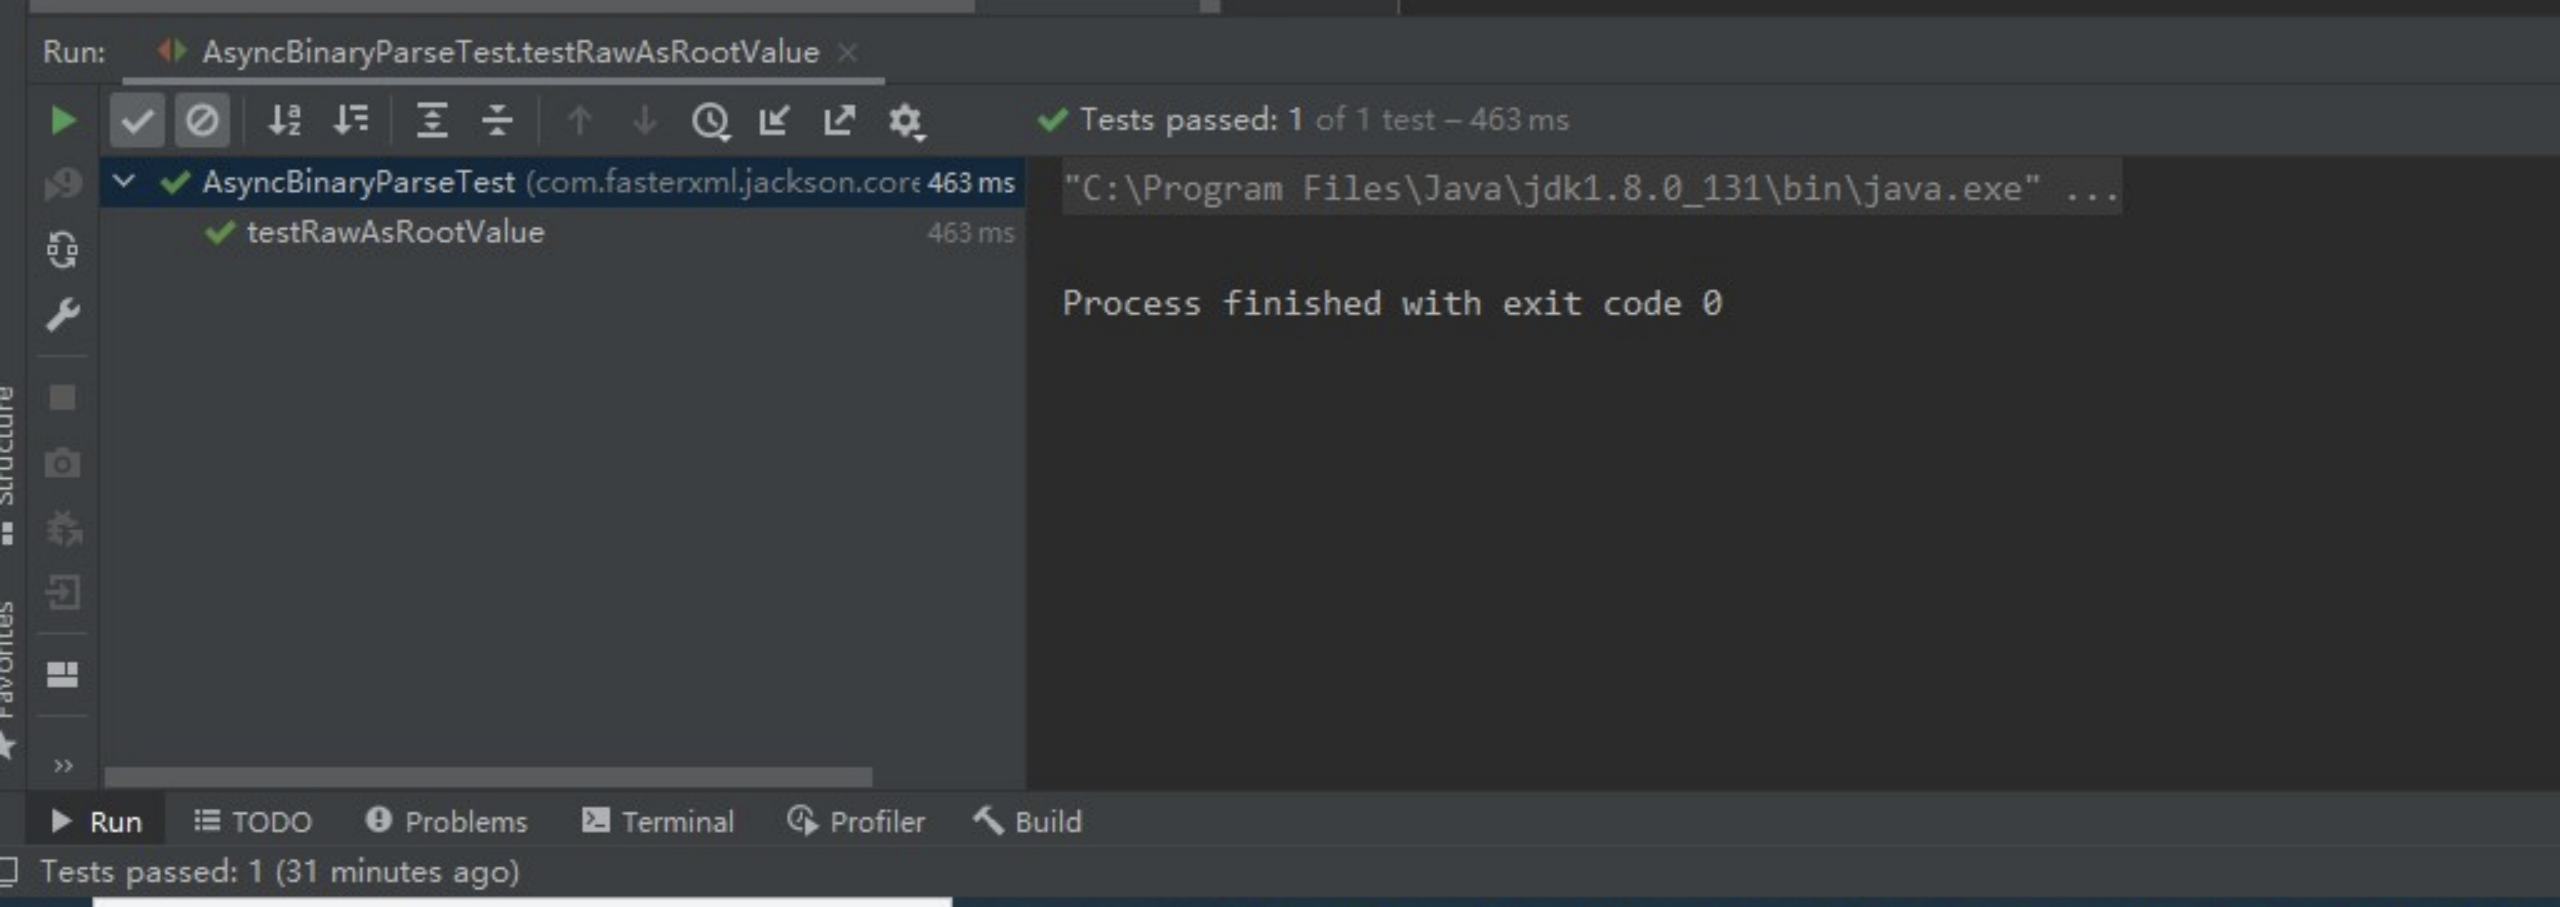 Run: AsyncBinaryParseTest.testRawAsRootValue
Tests passed: 1 of 1 test – 463 ms
AsyncBinaryParseTest (com.fasterxml.jackson.core 463 ms
testRawAsRootValue 463 ms
"C:\Program Files\Java\jdk1.8.0_131\bin\java.exe" ...
Process finished with exit code 0
Structure
Favorites
Run TODO Problems Terminal Profiler Build
Tests passed: 1 (31 minutes ago)